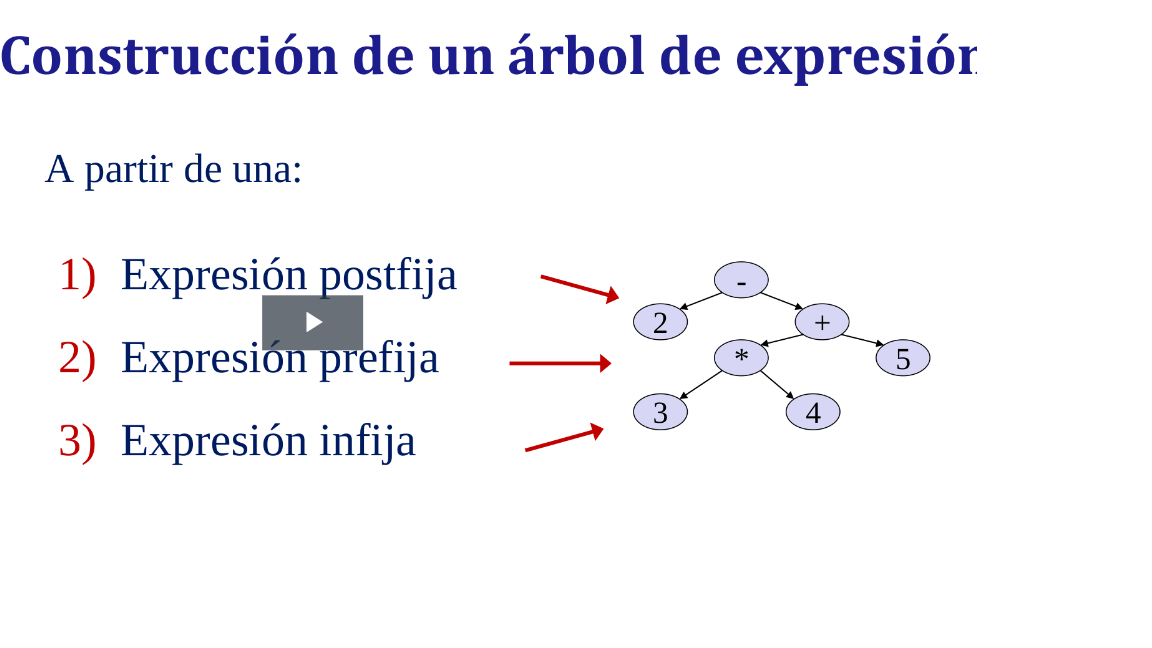 Construcción de un árbol de expresión
A partir de una:
1) Expresión postfija
2) Expresión prefija
3) Expresión infija
-
2
+
*
5
3
4